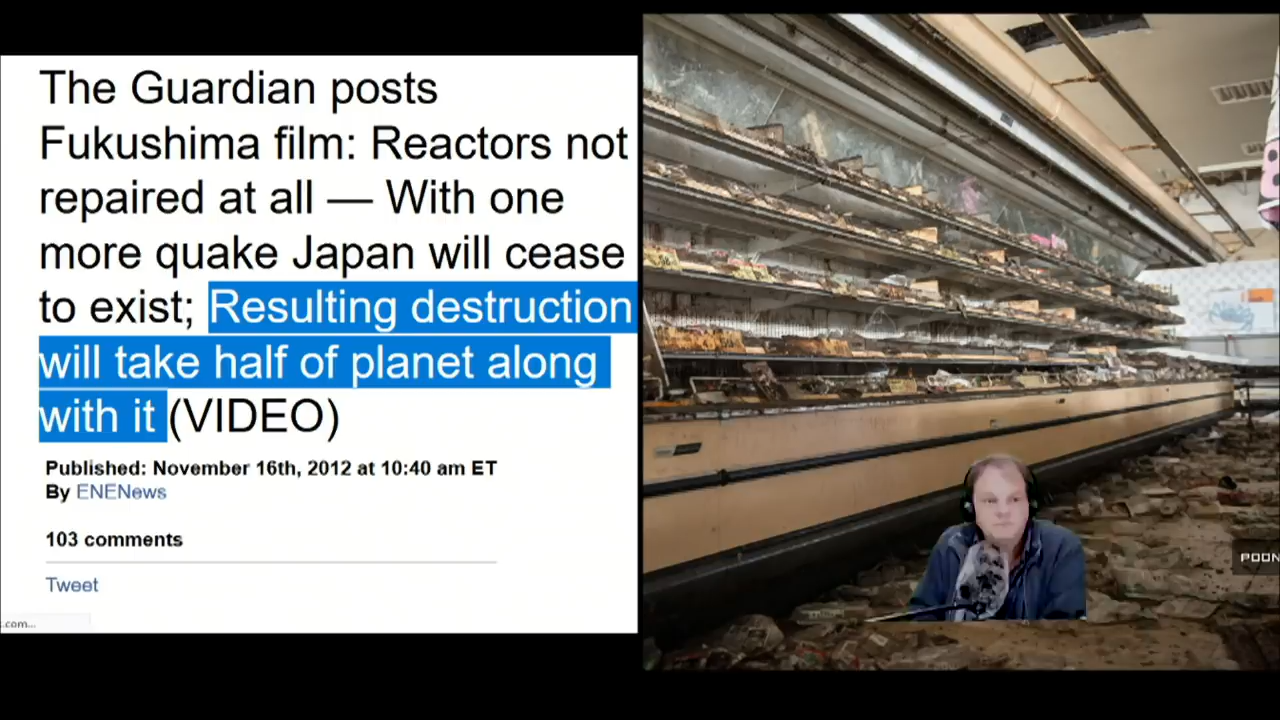 The Guardian posts
Fukushima film: Reactors not
repaired at all — With one
more quake Japan will cease
to exist; Resulting destruction
will take half of planet along
with it (VIDEO)
Published: November 16th, 2012 at 10:40 am ET
By ENENews
103 comments
Tweet
.com...
POON